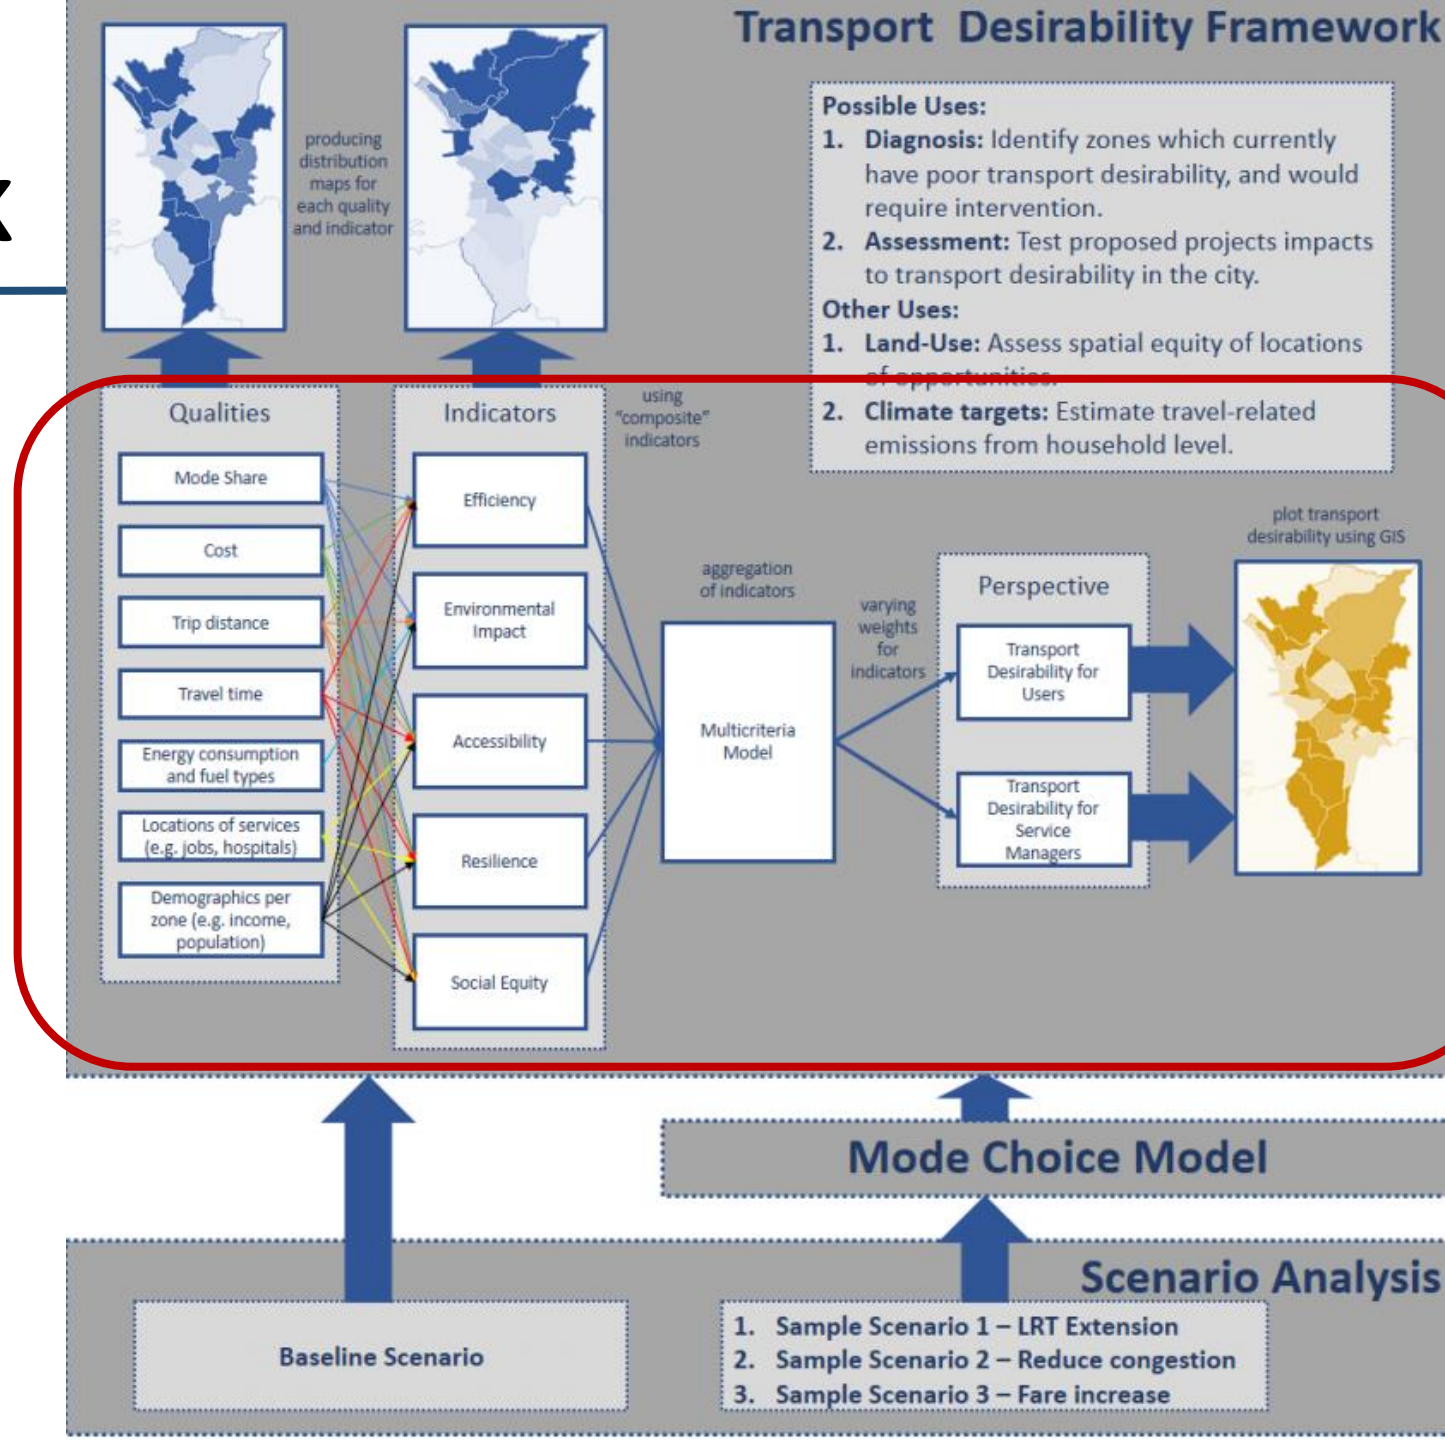 Transport Desirability Framework
producing
distribution
maps for
each quality
and indicator
Possible Uses:
1. Diagnosis: Identify zones which currently
have poor transport desirability, and would
require intervention.
2. Assessment: Test proposed projects impacts
to transport desirability in the city.
Other Uses:
1. Land-Use: Assess spatial equity of locations
of opportunities.
2. Climate targets: Estimate travel-related
emissions from household level.
Qualities
Mode Share
Cost
Trip distance
Travel time
Energy consumption
and fuel types
Locations of services
(e.g. jobs, hospitals)
Demographics per
zone (e.g. income,
population)
Indicators
Efficiency
Environmental
Impact
Accessibility
Resilience
Social Equity
using
"composite"
indicators
aggregation
of indicators
Multicriteria
Model
varying
weights
for
indicators
Perspective
Transport
Desirability for
Users
Transport
Desirability for
Service
Managers
plot transport
desirability using GIS
Mode Choice Model
Scenario Analysis
Baseline Scenario
1. Sample Scenario 1 – LRT Extension
2. Sample Scenario 2 – Reduce congestion
3. Sample Scenario 3 – Fare increase